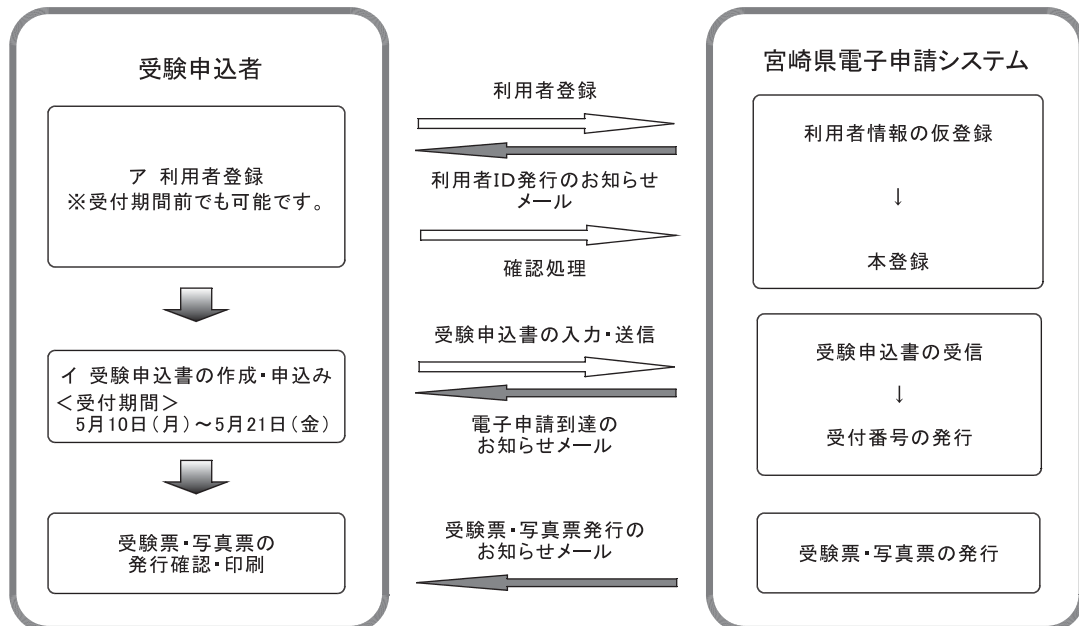 受験申込者
ア 利用者登録
※受付期間前でも可能です。
イ 受験申込書の作成・申込み
＜受付期間＞
5月10日(月)～5月21日(金)
受験票・写真票の
発行確認・印刷
利用者登録
利用者ID発行のお知らせ
メール
確認処理
受験申込書の入力・送信
電子申請到達の
お知らせメール
受験票・写真票発行の
お知らせメール
宮崎県電子申請システム
利用者情報の仮登録
↓
本登録
受験申込書の受信
↓
受付番号の発行
受験票・写真票の発行